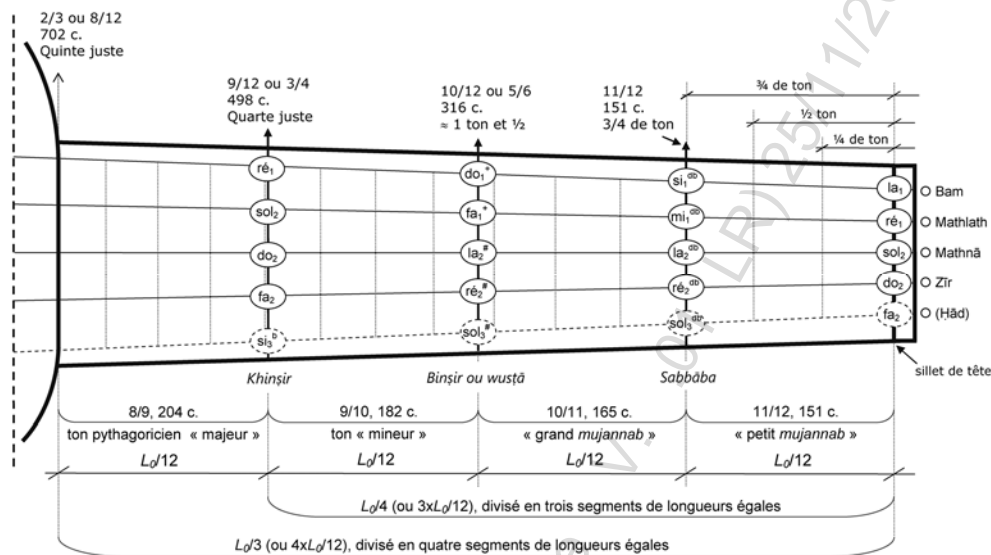 2/3 ou 8/12
702 c.
Quinte juste
9/12 ou 3/4
498 c.
Quarte juste
10/12 ou 5/6
316 c.
≈ 1 ton et ½
11/12
151 c.
3/4 de ton
¾ de ton
½ ton
¼ de ton
ré₁ do₁⁺ si₁ᵈᵇ la₁ Bam
sol₂ fa₁⁺ mi₁ᵈᵇ ré₁ Mathlath
do₂ la₂# la₂ᵈᵇ sol₂ Mathnā
fa₂ ré₂# ré₂ᵈᵇ do₂ Zīr
si₃ᵇ sol₃# sol₃ᵈᵇ fa₂ (Ḥād)
sillet de tête
Khinṣir Binṣir ou wusṭā Sabbāba
8/9, 204 c. 9/10, 182 c. 10/11, 165 c. 11/12, 151 c.
ton pythagoricien « majeur » ton « mineur » « grand mujannab » « petit mujannab »
L₀/12 L₀/12 L₀/12 L₀/12
L₀/4 (ou 3xL₀/12), divisé en trois segments de longueurs égales
L₀/3 (ou 4xL₀/12), divisé en quatre segments de longueurs égales